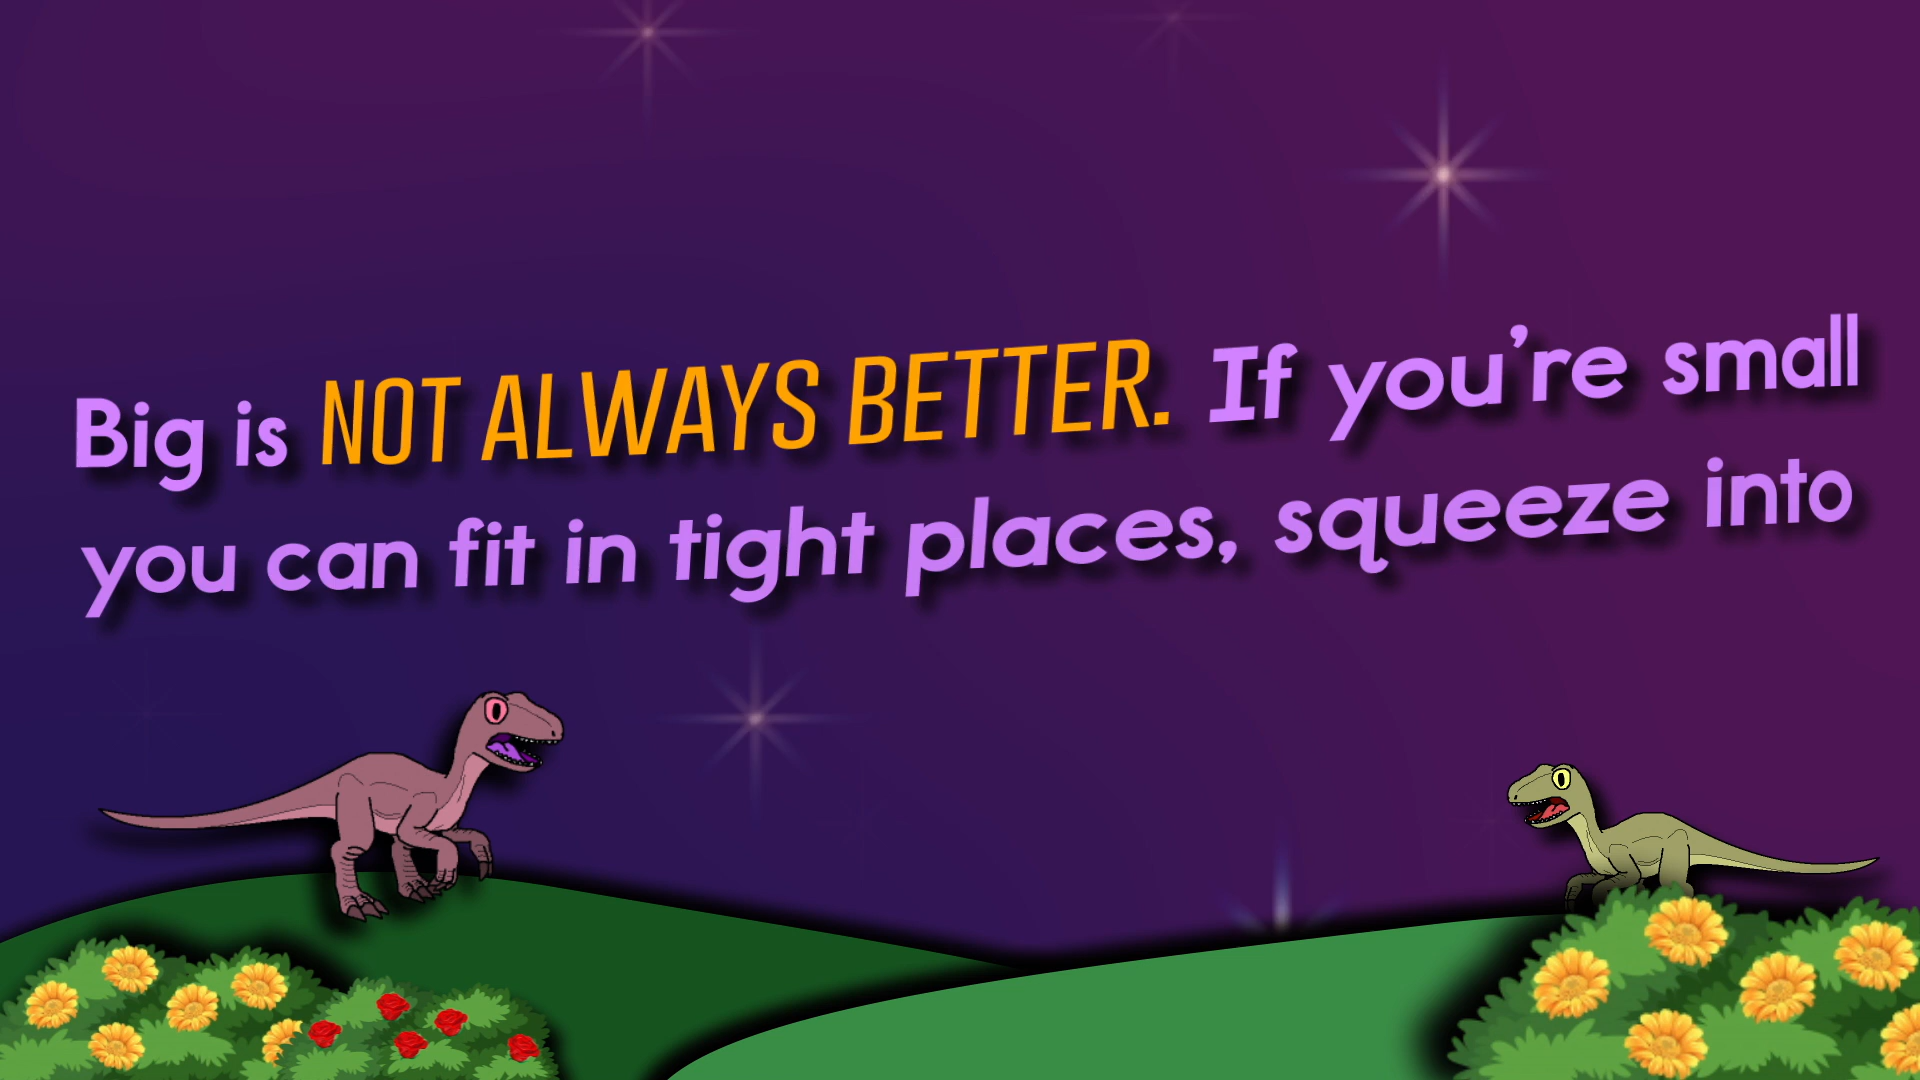 Big is NOT ALWAYS BETTER. If you're small
you can fit in tight places, squeeze into